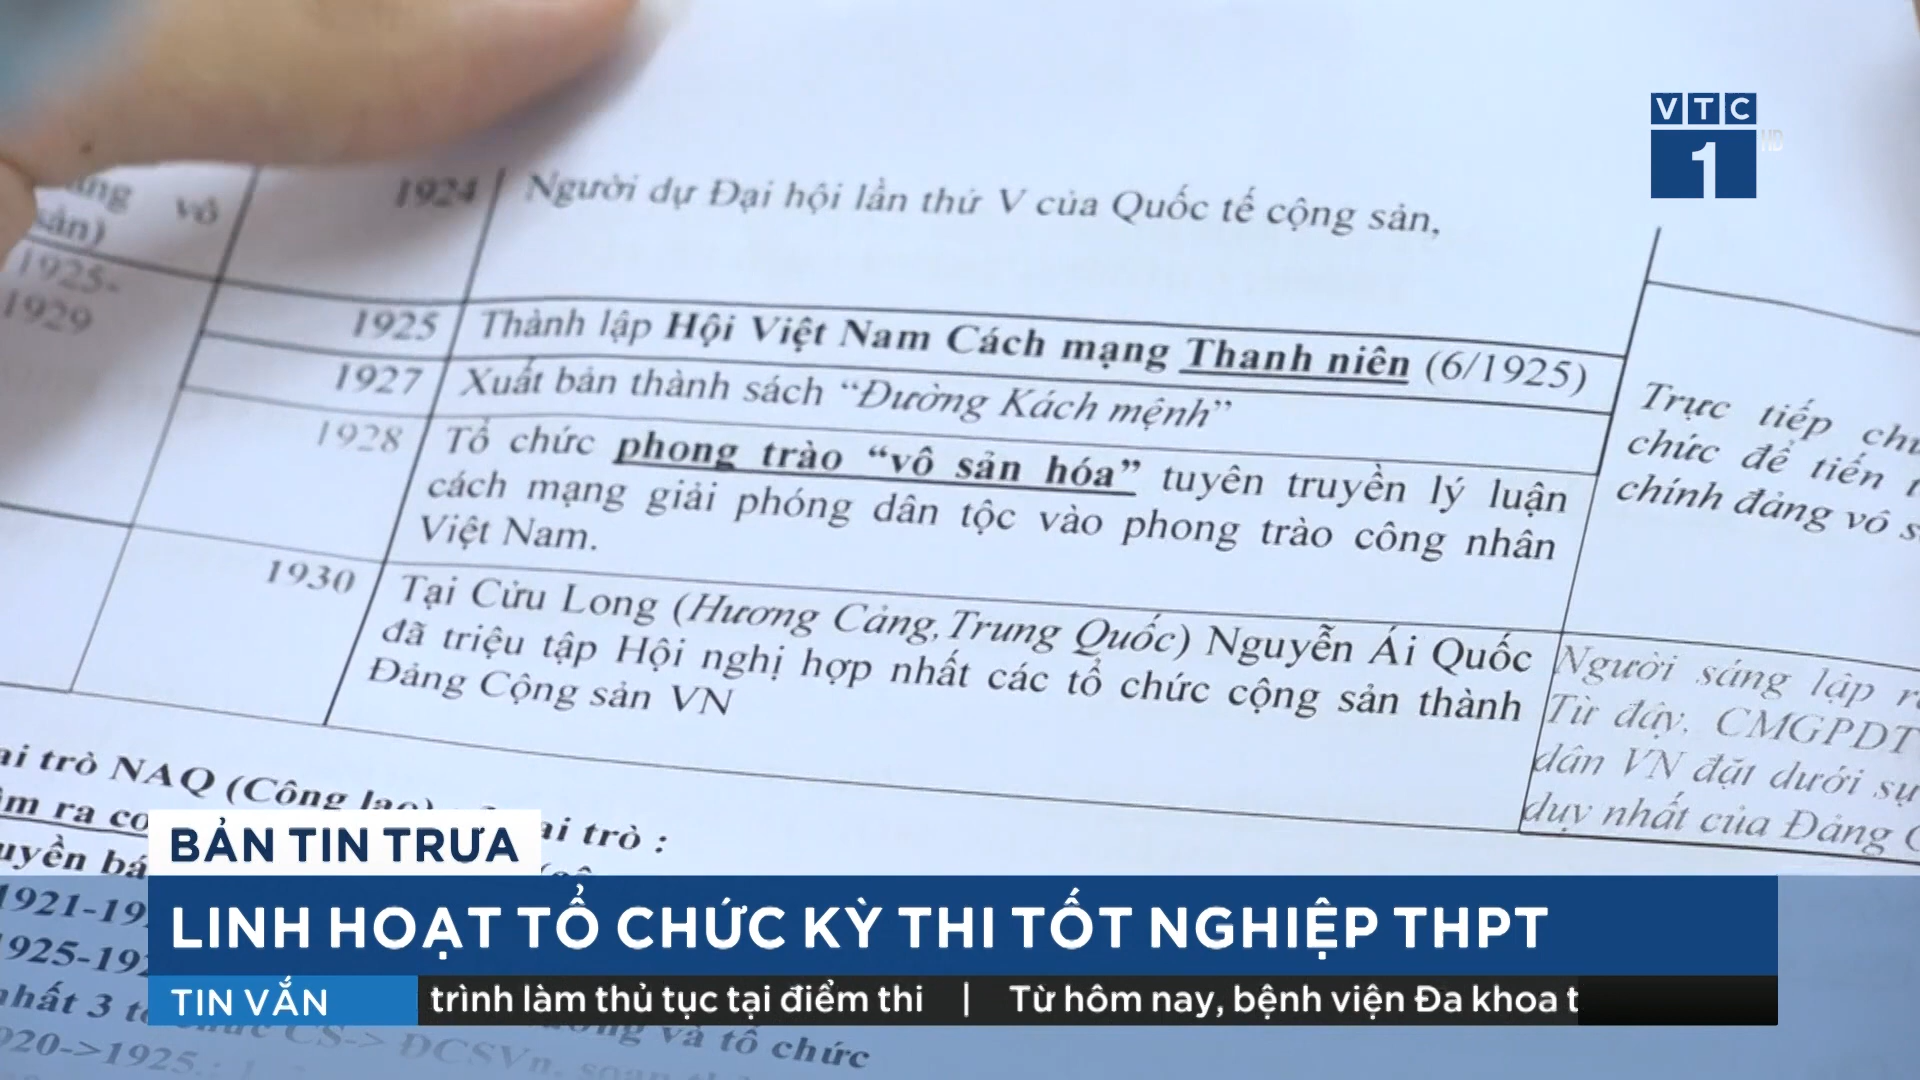 VTC
1
HD
vô
1924
Người dự Đại hội lần thứ V của Quốc tế cộng sản,
sản)
1925-
1929
1925
Thành lập Hội Việt Nam Cách mạng Thanh niên (6/1925)
1927
Xuất bản thành sách “Đường Kách mệnh”
1928
Tổ chức phong trào “vô sản hóa” tuyên truyền lý luận
cách mạng giải phóng dân tộc vào phong trào công nhân
Việt Nam.
Trực tiếp
chức để tiến
chính đảng vô
1930
Tại Cửu Long (Hương Cảng,Trung Quốc) Nguyễn Ái Quốc
đã triệu tập Hội nghị hợp nhất các tổ chức cộng sản thành
Đảng Cộng sản VN
Người sáng lập
Từ đây, CMGPDT
dân VN đặt dưới sự
duy nhất của Đảng
trò NAQ (Công lao)
trò :
ra
BẢN TIN TRƯA
LINH HOẠT TỔ CHỨC KỲ THI TỐT NGHIỆP THPT
TIN VẮN
trình làm thủ tục tại điểm thi | Từ hôm nay, bệnh viện Đa khoa t
và tổ chức
CS-> ĐCSVn,